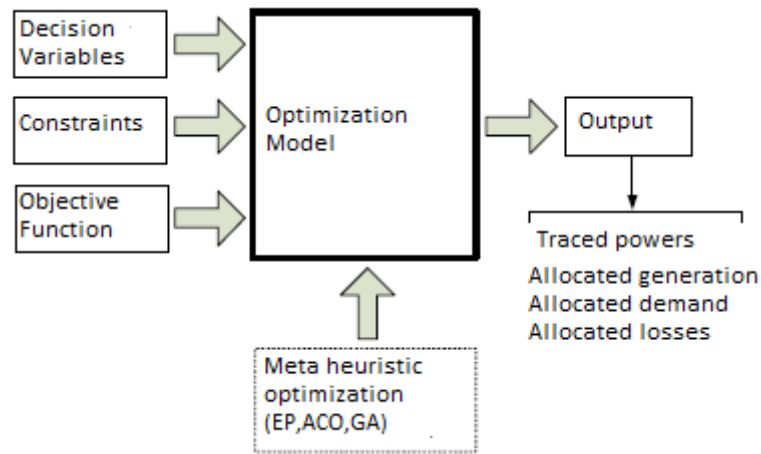 Decision
Variables
Constraints
Objective
Function
Optimization
Model
Meta heuristic
optimization
(EP,ACO,GA)
Output
Traced powers
Allocated generation
Allocated demand
Allocated losses